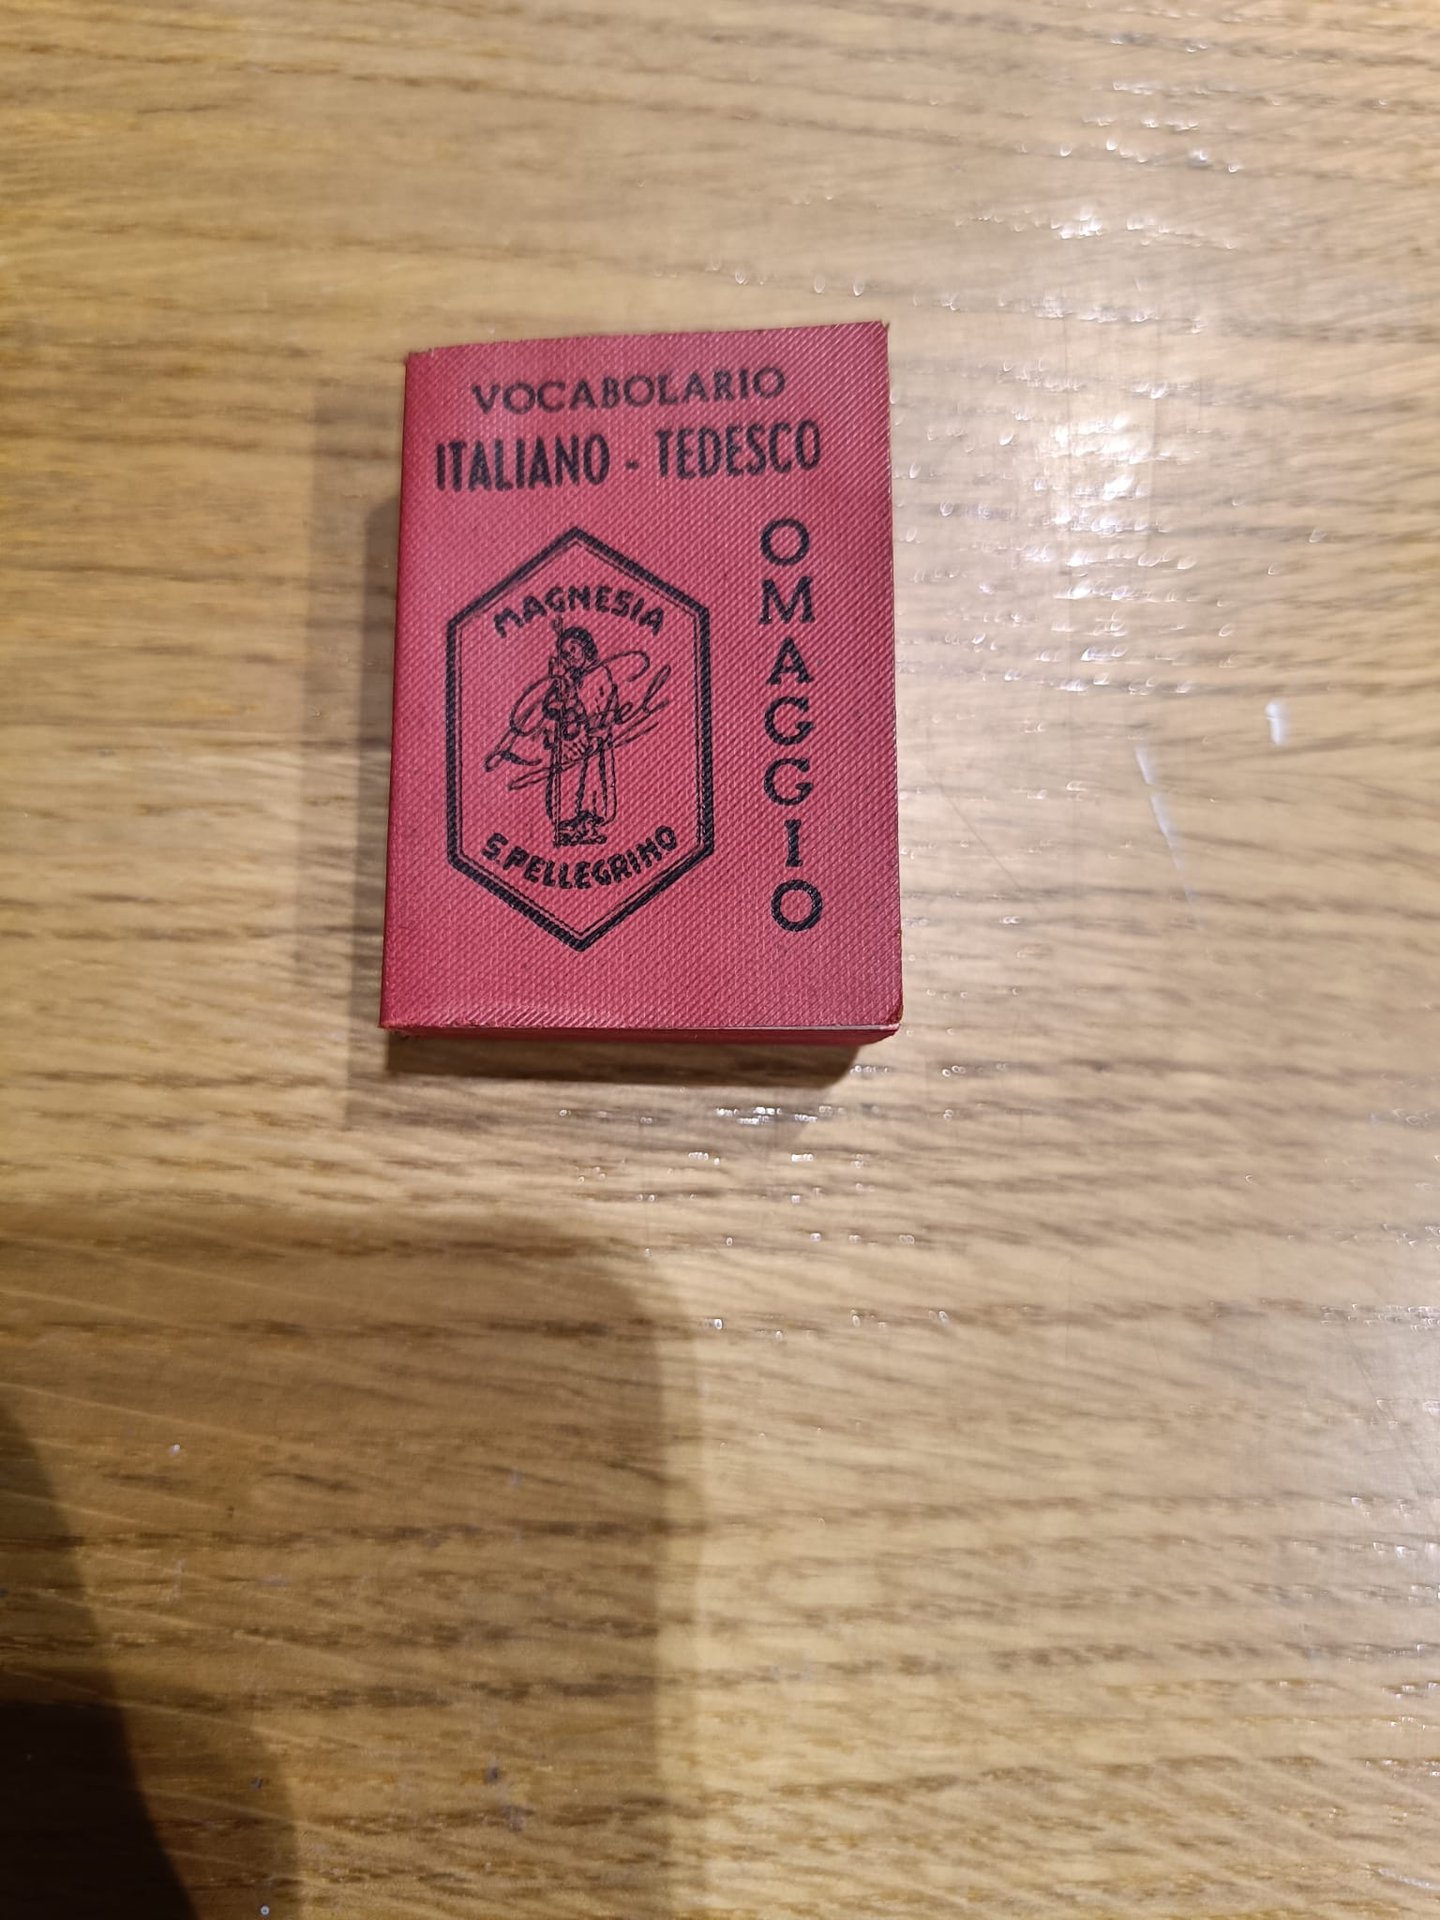 VOCABOLARIO
ITALIANO - TEDESCO
MAGNESIA
S.PELLEGRINO
OMAGGIO